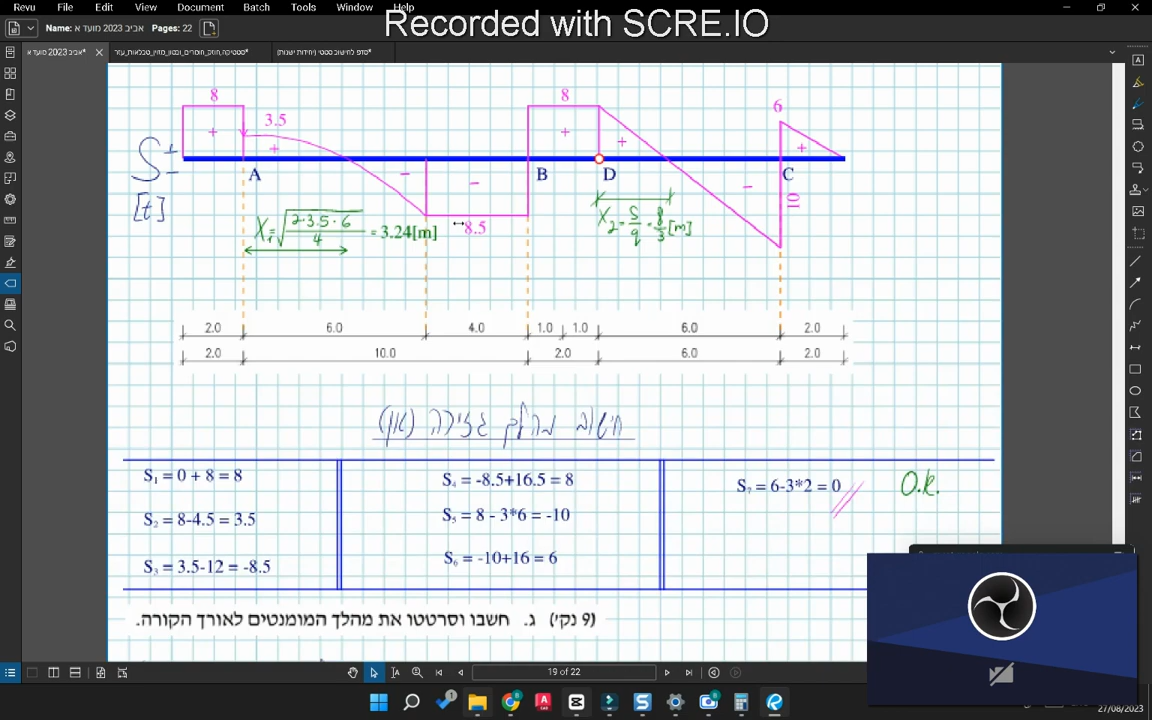 Revu File Edit Document Batch Tools Window Help
Recorded with SCRE.IO
Name: אביב 2023 מועד א Pages: 22
אביב 2023 מועד א*
סטטיקה,חוזק_חומרים_ובטון_מזוין_טבלאות_עזר*
8
3.5
8
6
+
+
-
-
+
+
-
+
S±
A
B
D
C
[t]
X₁=√(2·3.5·6/4) = 3.24[m]
8.5
X₂=S/q=8/3[m]
10
2.0 6.0 4.0 1.0 1.0 6.0 2.0
2.0 10.0 2.0 6.0 2.0
חישוב מהלך גזירה (טון)
S₁ = 0 + 8 = 8
S₂ = 8-4.5 = 3.5
S₃ = 3.5-12 = -8.5
S₄ = -8.5+16.5 = 8
S₅ = 8 - 3*6 = -10
S₆ = -10+16 = 6
S₇ = 6-3*2 = 0
O.k.
(9 נק') ג. חשבו וסרטטו את מהלך המומנטים לאורך הקורה.
19 of 22
27/08/2023